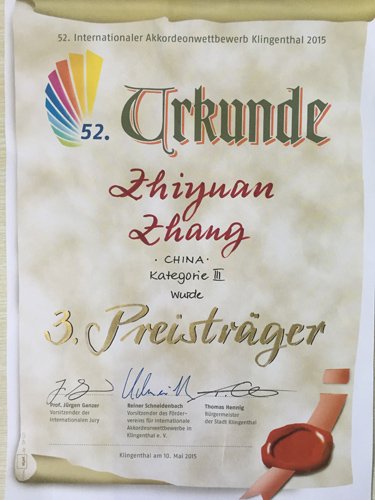 52. Internationaler Akkordeonwettbewerb Klingenthal 2015
52. Urkunde
Zhiyuan
Zhang
· CHINA ·
Kategorie III
wurde
3. Preisträger
Prof. Jürgen Ganzer
Vorsitzender der
internationalen Jury
Reiner Schneidenbach
Vorsitzender des Förder-
vereins für internationale
Akkordeonwettbewerbe in
Klingenthal e. V.
Thomas Hennig
Bürgermeister
der Stadt Klingenthal
Klingenthal am 10. Mai 2015